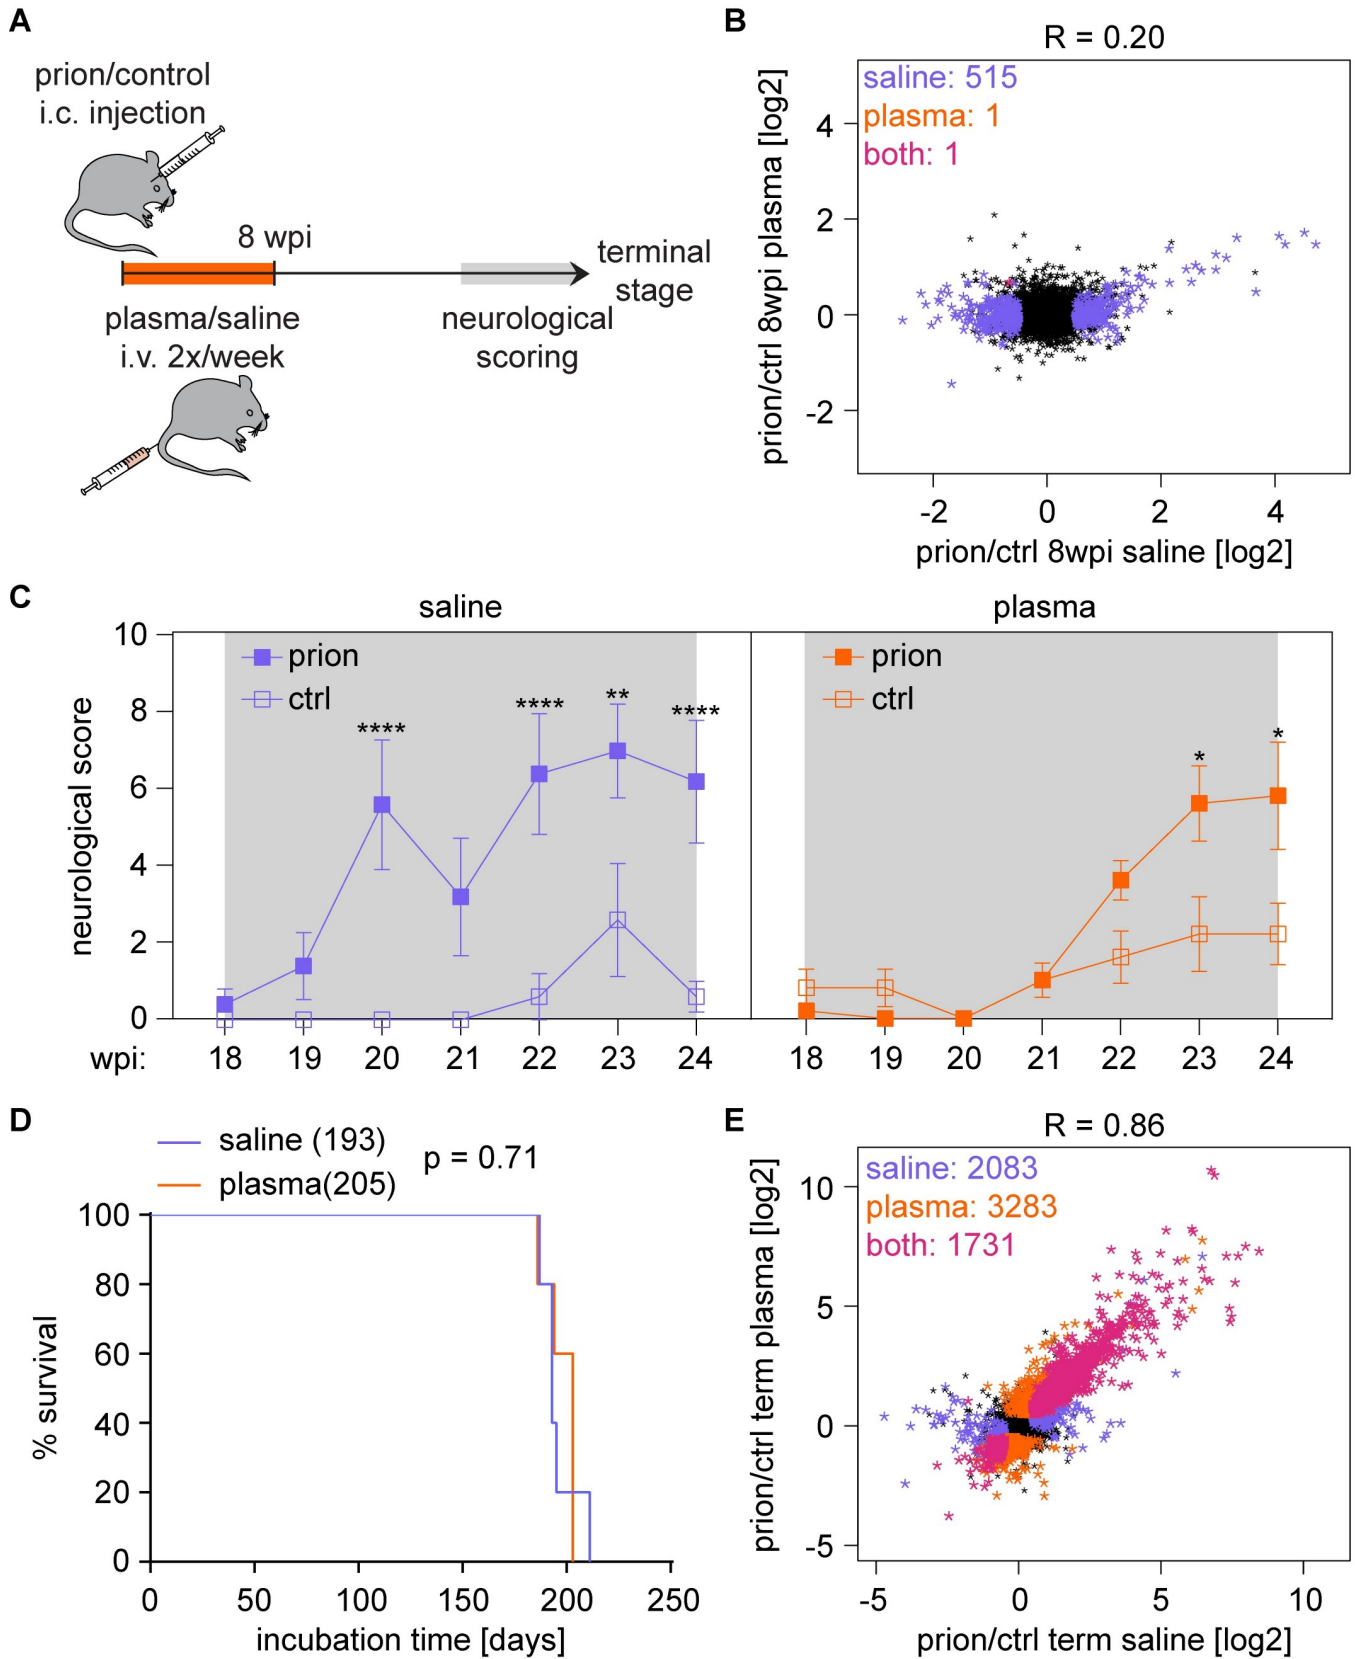 A
prion/control
i.c. injection
8 wpi
terminal
stage
plasma/saline
i.v. 2x/week
neurological
scoring
B
R = 0.20
saline: 515
plasma: 1
both: 1
prion/ctrl 8wpi plasma [log2]
4
2
0
-2
-2 0 2 4
prion/ctrl 8wpi saline [log2]
C
saline
plasma
neurological score
10
8
6
4
2
0
prion
ctrl
**** **** ** ****
prion
ctrl
* *
wpi: 18 19 20 21 22 23 24 18 19 20 21 22 23 24
D
saline (193)
plasma(205)
p = 0.71
% survival
100
80
60
40
20
0
0 50 100 150 200 250
incubation time [days]
E
R = 0.86
saline: 2083
plasma: 3283
both: 1731
prion/ctrl term plasma [log2]
10
5
0
-5
-5 0 5 10
prion/ctrl term saline [log2]